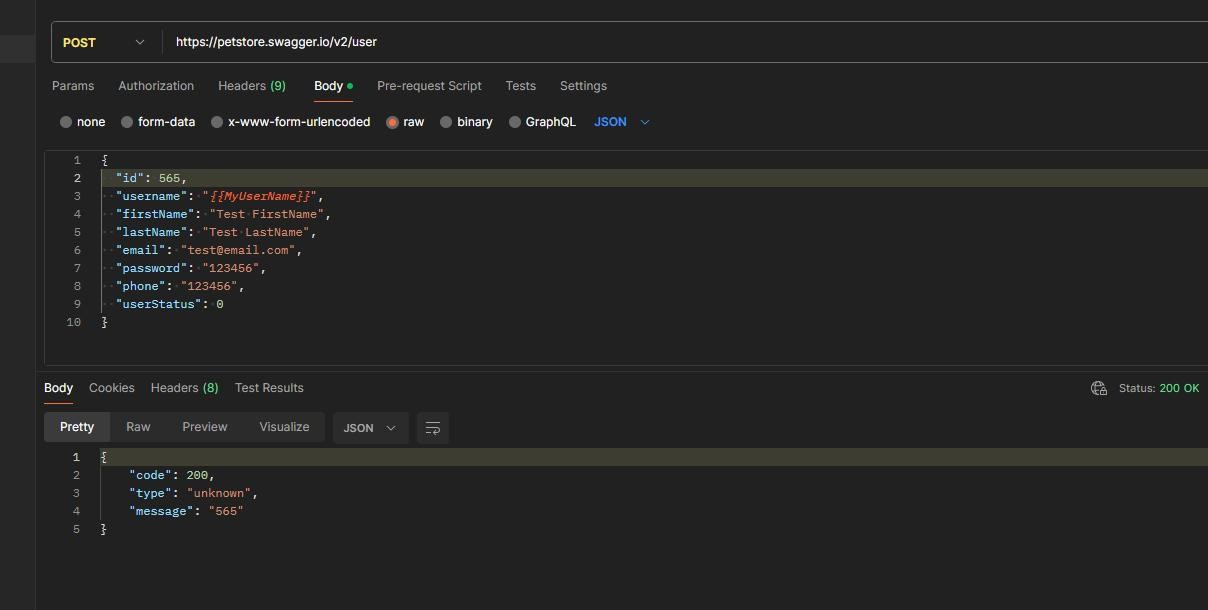 POST https://petstore.swagger.io/v2/user
Params Authorization Headers (9) Body Pre-request Script Tests Settings
none form-data x-www-form-urlencoded raw binary GraphQL JSON
1 {
2 "id": 565,
3 "username": "{{MyUserName}}",
4 "firstName": "Test FirstName",
5 "lastName": "Test LastName",
6 "email": "test@email.com",
7 "password": "123456",
8 "phone": "123456",
9 "userStatus": 0
10 }
Body Cookies Headers (8) Test Results Status: 200 OK
Pretty Raw Preview Visualize JSON
1 {
2 "code": 200,
3 "type": "unknown",
4 "message": "565"
5 }